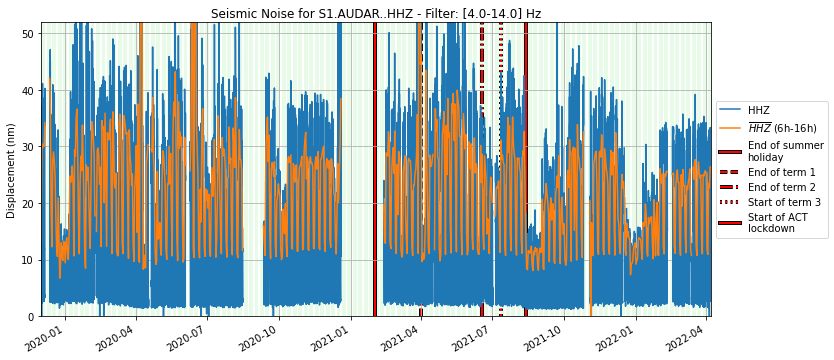 Seismic Noise for S1.AUDAR..HHZ - Filter: [4.0-14.0] Hz
Displacement (nm)
50
40
30
20
10
0
2020-01
2020-04
2020-07
2020-10
2021-01
2021-04
2021-07
2021-10
2022-01
2022-04
HHZ
HHZ (6h-16h)
End of summer
holiday
End of term 1
End of term 2
Start of term 3
Start of ACT
lockdown